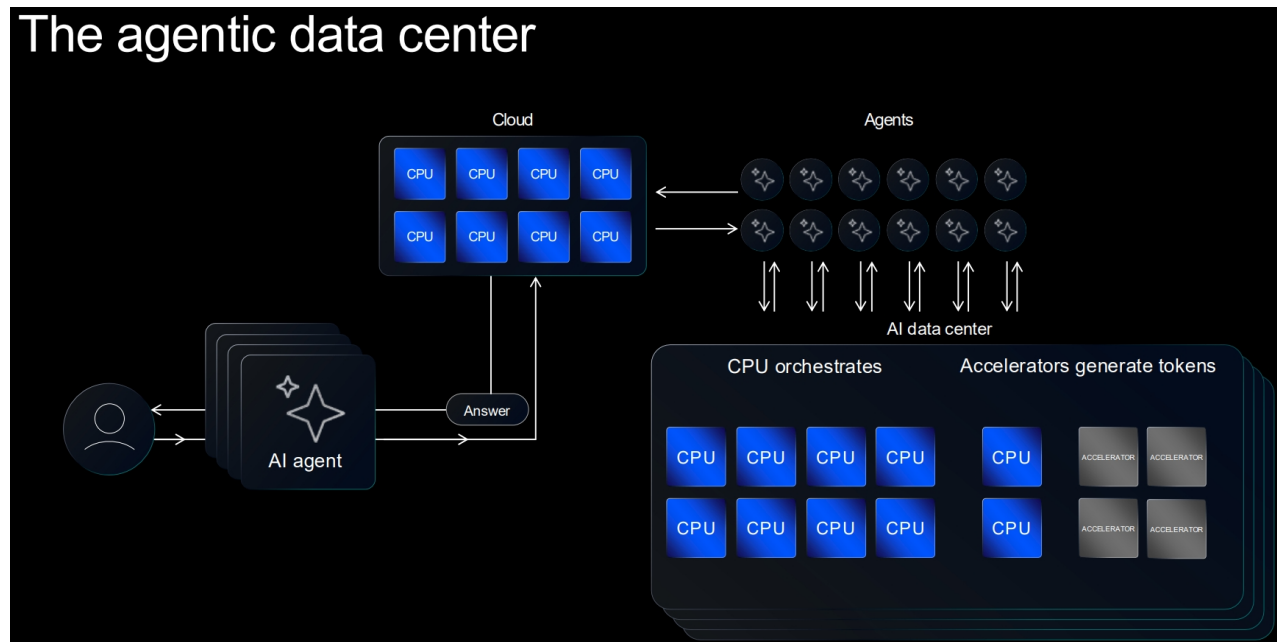 The agentic data center
Cloud
CPU CPU CPU CPU
CPU CPU CPU CPU
Agents
Answer
AI agent
AI data center
CPU orchestrates
Accelerators generate tokens
CPU CPU CPU CPU
CPU CPU CPU CPU
CPU ACCELERATOR ACCELERATOR
CPU ACCELERATOR ACCELERATOR